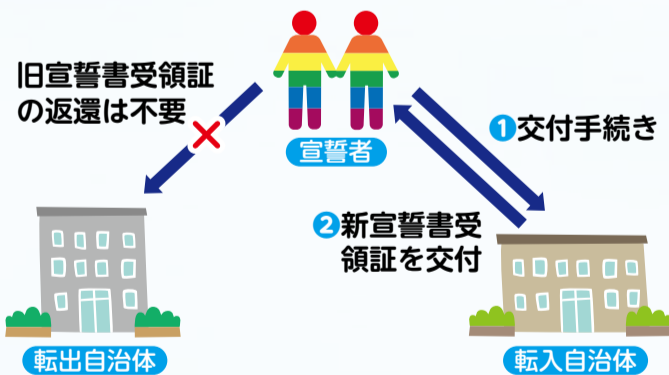 旧宣誓書受領証
の返還は不要
宣誓者
❶交付手続き
❷新宣誓書受
領証を交付
転出自治体
転入自治体